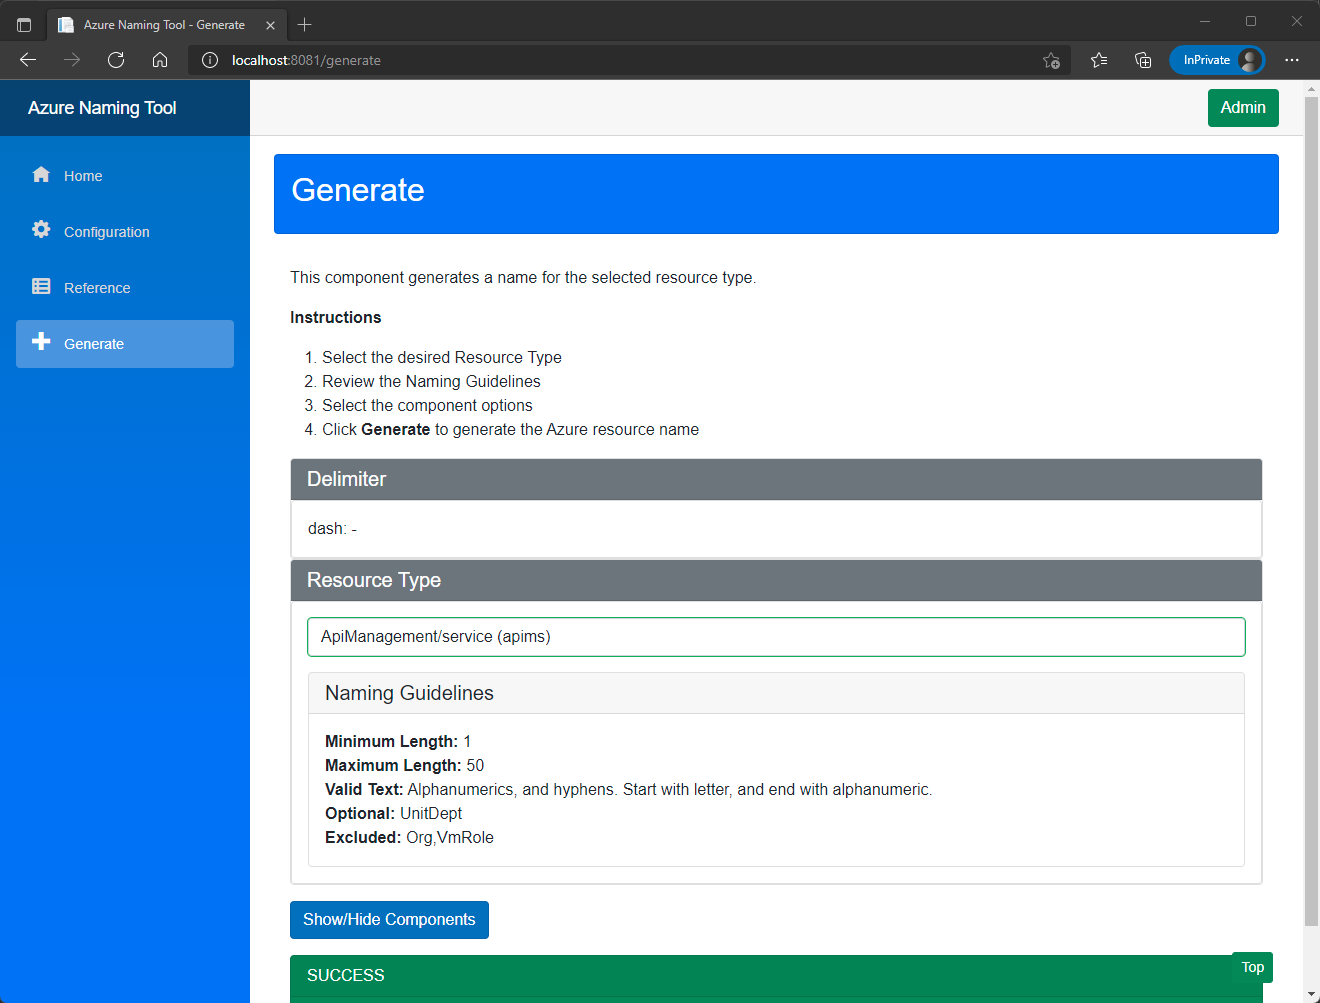 Azure Naming Tool - Generate
localhost:8081/generate
InPrivate
Azure Naming Tool
Admin
Home
Configuration
Reference
Generate
Generate
This component generates a name for the selected resource type.
Instructions
1. Select the desired Resource Type
2. Review the Naming Guidelines
3. Select the component options
4. Click Generate to generate the Azure resource name
Delimiter
dash: -
Resource Type
ApiManagement/service (apims)
Naming Guidelines
Minimum Length: 1
Maximum Length: 50
Valid Text: Alphanumerics, and hyphens. Start with letter, and end with alphanumeric.
Optional: UnitDept
Excluded: Org,VmRole
Show/Hide Components
SUCCESS
Top